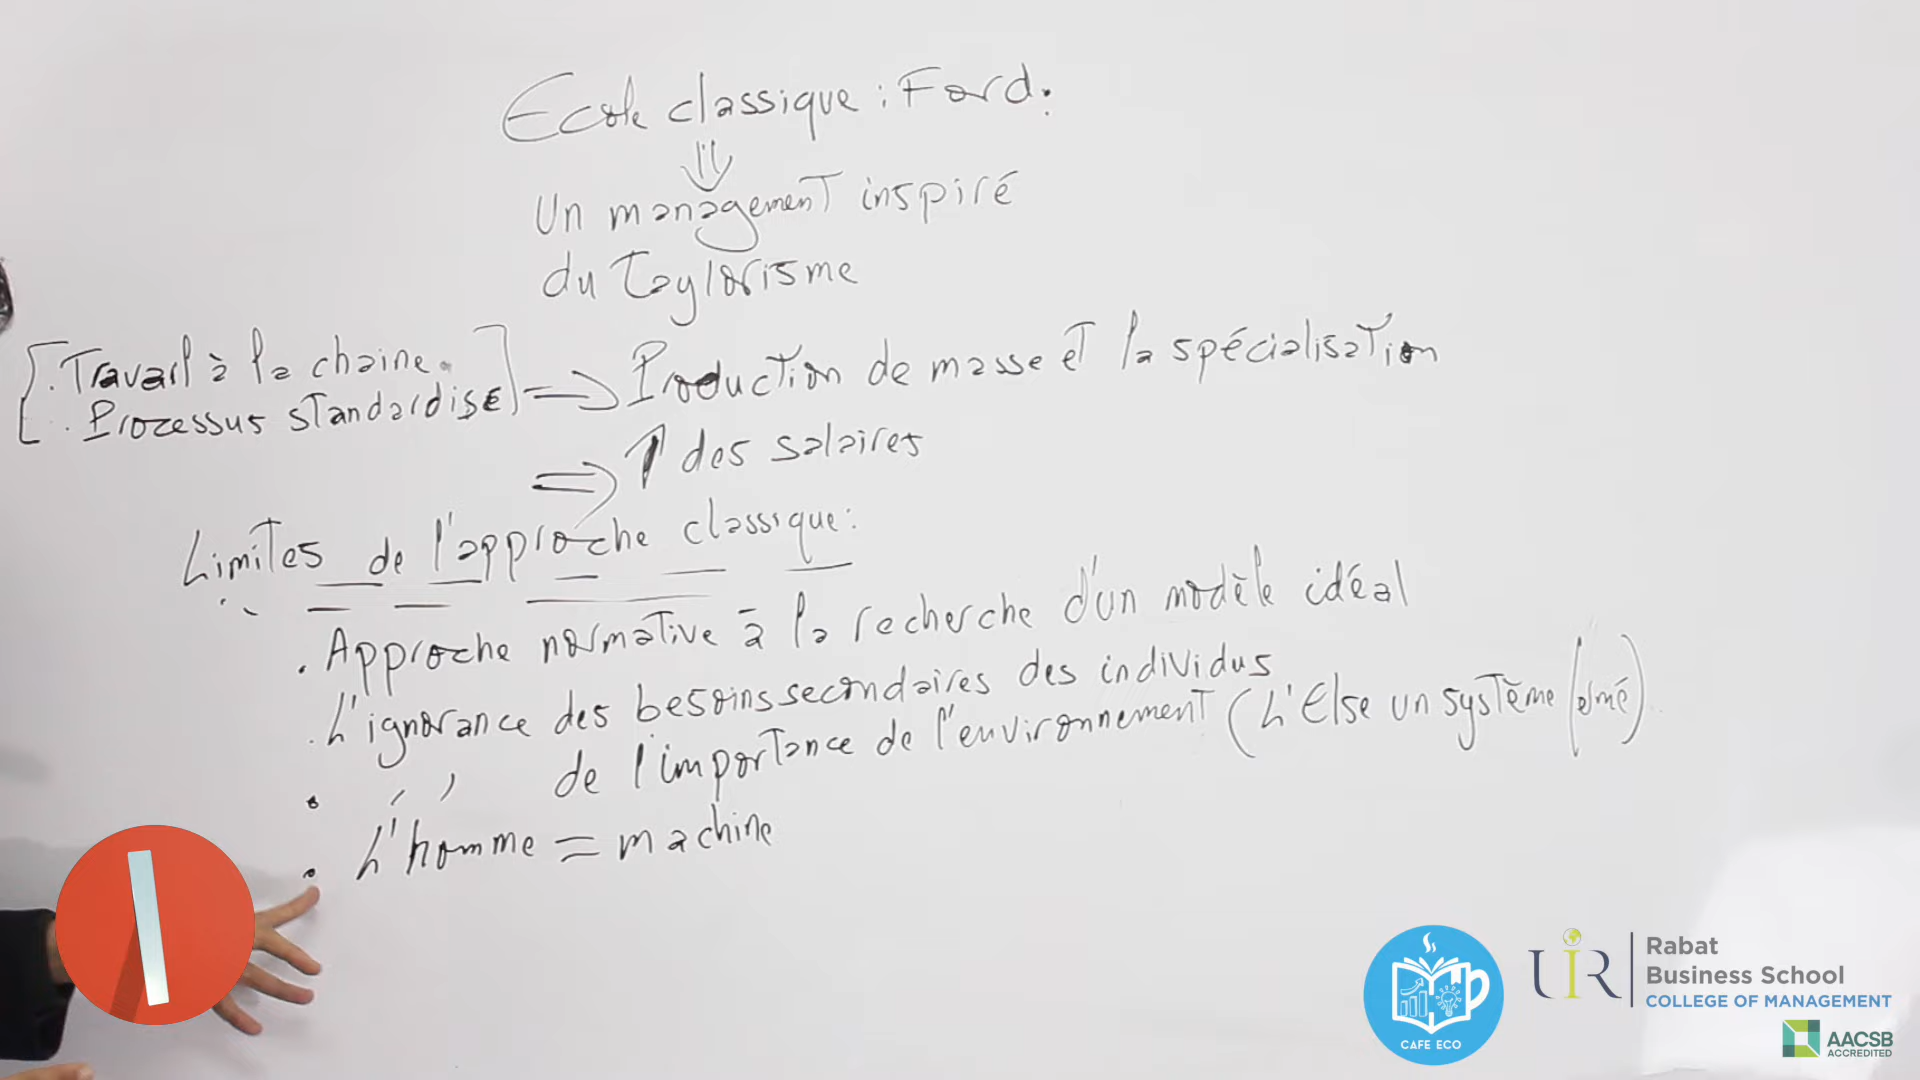 Ecole classique : Ford.
⇓
Un management inspiré
du Taylorisme
[. Travail à la chaine.
. Processus standardisé] => Production de masse et la spécialisation
=> ↑ des salaires
Limites de l'approche classique :
. Approche normative à la recherche d'un modèle idéal
. L'ignorance des besoins secondaires des individus
. , , de l'importance de l'environnement (L'Else un système fermé)
. L'homme = machine
CAFE ECO
UIR
Rabat
Business School
COLLEGE OF MANAGEMENT
AACSB
ACCREDITED